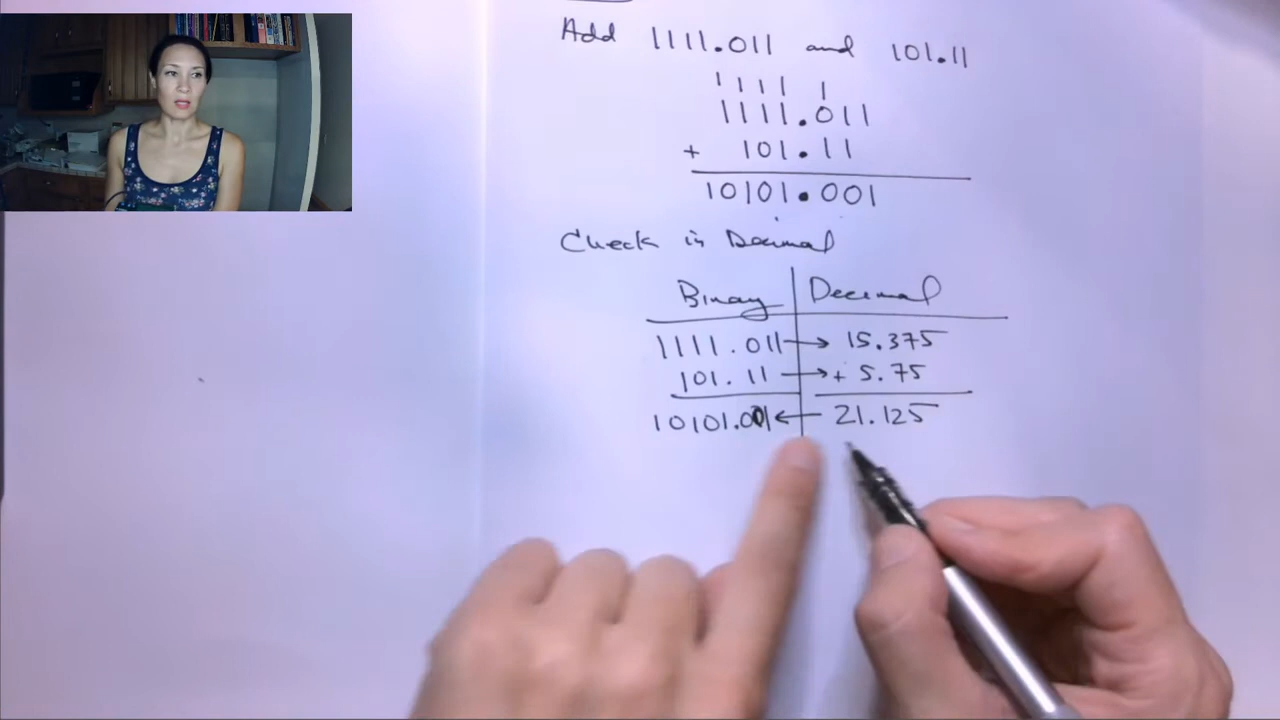 Add 1111.011 and 101.11
1111 1
1111.011
+ 101.11
10101.001
Check in Decimal
Binary Decimal
1111.011 → 15.375
101.11 → + 5.75
10101.001 ← 21.125